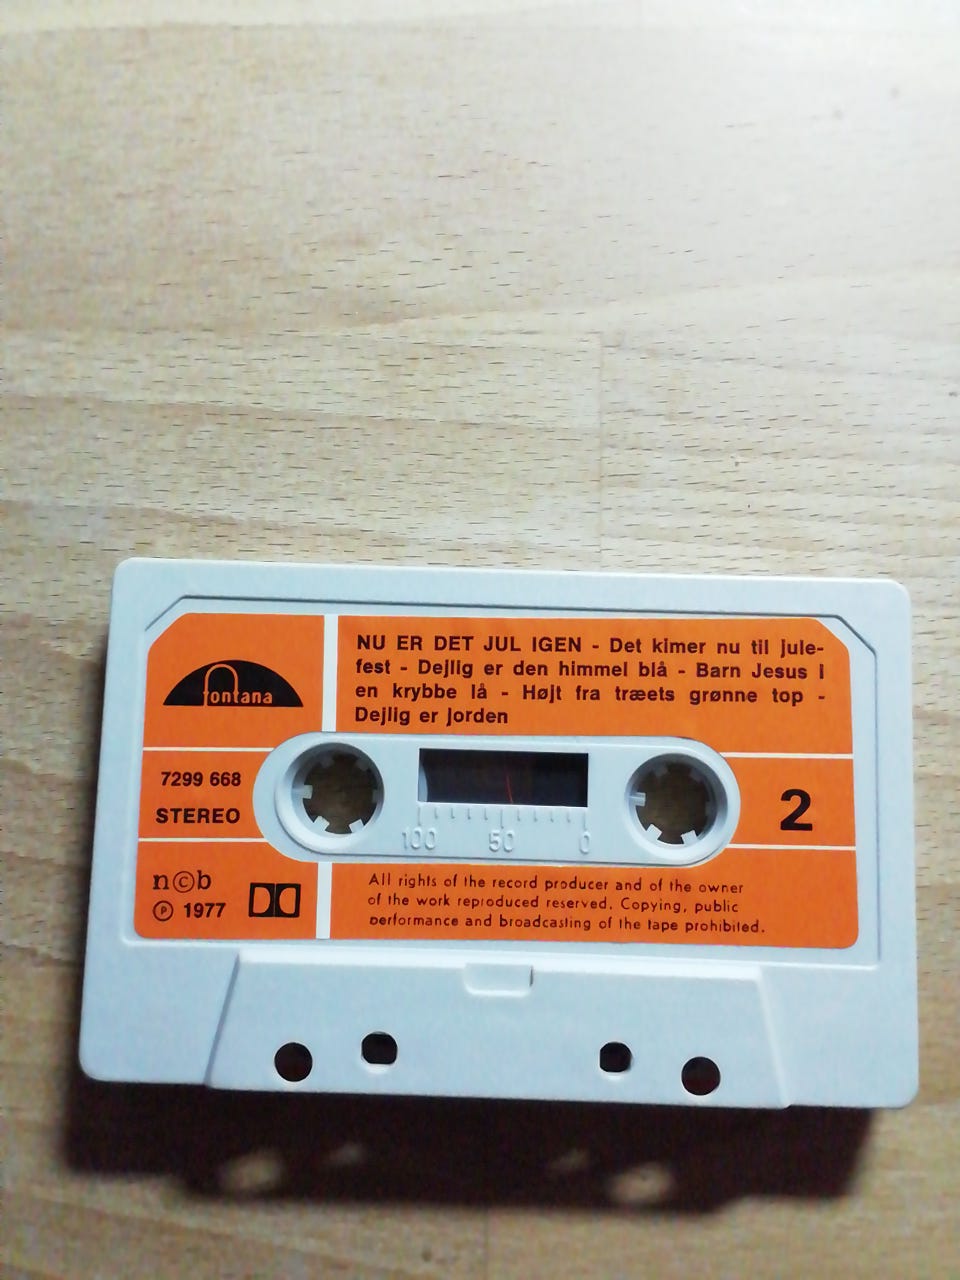 NU ER DET JUL IGEN - Det kimer nu til jule-
fest - Dejlig er den himmel blå - Barn Jesus i
en krybbe lå - Højt fra træets grønne top -
Dejlig er jorden
fontana
7299 668
STEREO
2
100 50 0
n©b
℗ 1977
All rights of the record producer and of the owner
of the work reproduced reserved. Copying, public
performance and broadcasting of the tape prohibited.